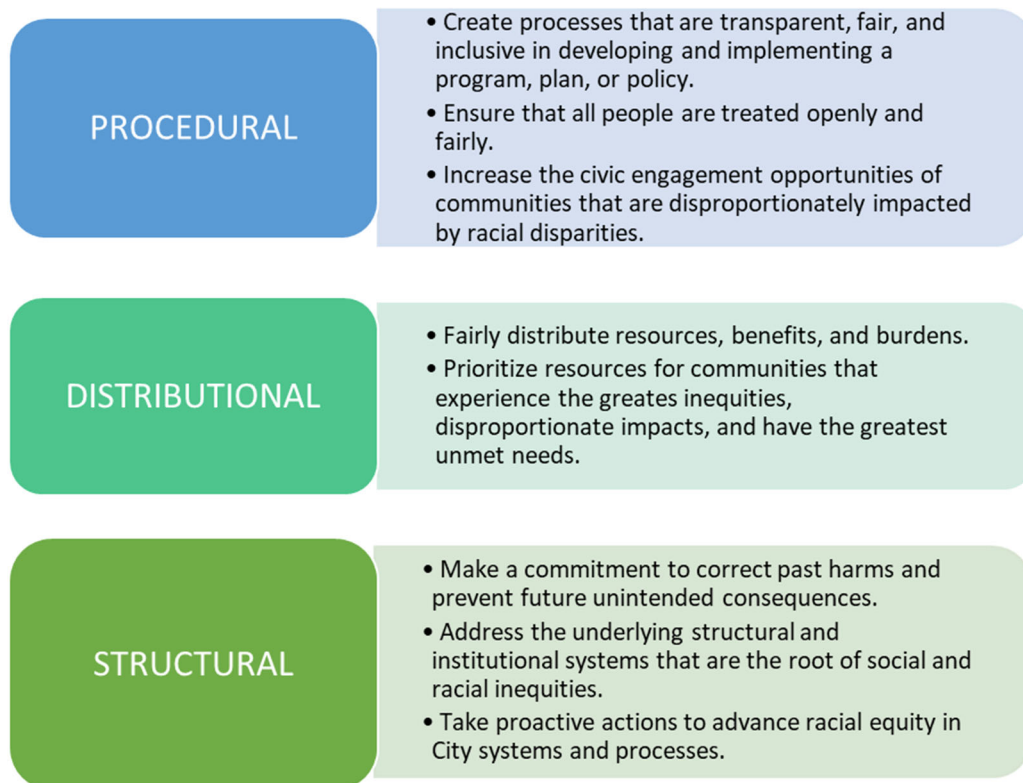 PROCEDURAL
• Create processes that are transparent, fair, and
inclusive in developing and implementing a
program, plan, or policy.
• Ensure that all people are treated openly and
fairly.
• Increase the civic engagement opportunities of
communities that are disproportionately impacted
by racial disparities.
DISTRIBUTIONAL
• Fairly distribute resources, benefits, and burdens.
• Prioritize resources for communities that
experience the greates inequities,
disproportionate impacts, and have the greatest
unmet needs.
STRUCTURAL
• Make a commitment to correct past harms and
prevent future unintended consequences.
• Address the underlying structural and
institutional systems that are the root of social and
racial inequities.
• Take proactive actions to advance racial equity in
City systems and processes.